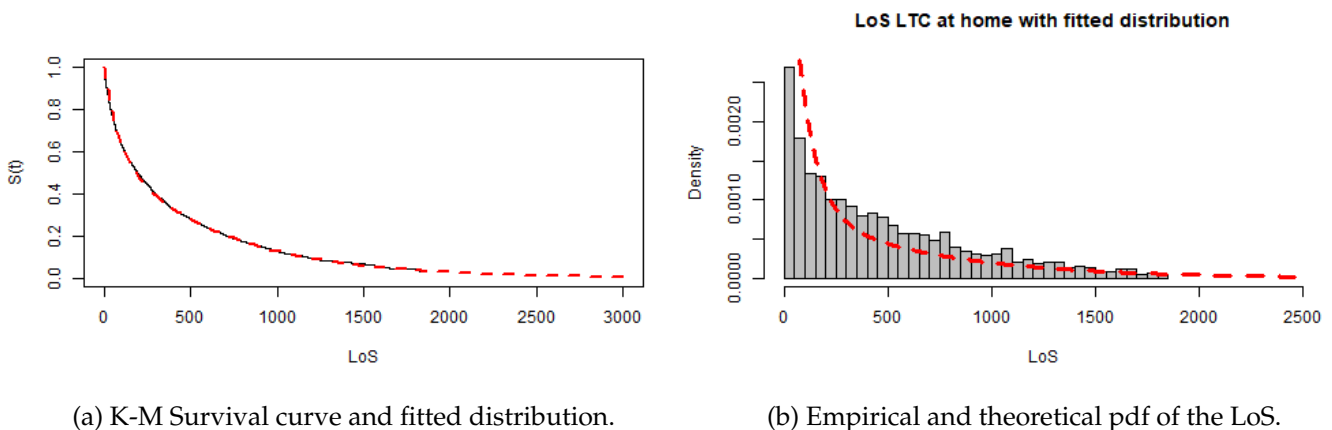 LoS LTC at home with fitted distribution
S(t)
0.0 0.2 0.4 0.6 0.8 1.0
0 500 1000 1500 2000 2500 3000
LoS
Density
0.0000 0.0010 0.0020
0 500 1000 1500 2000 2500
LoS
(a) K-M Survival curve and fitted distribution.
(b) Empirical and theoretical pdf of the LoS.